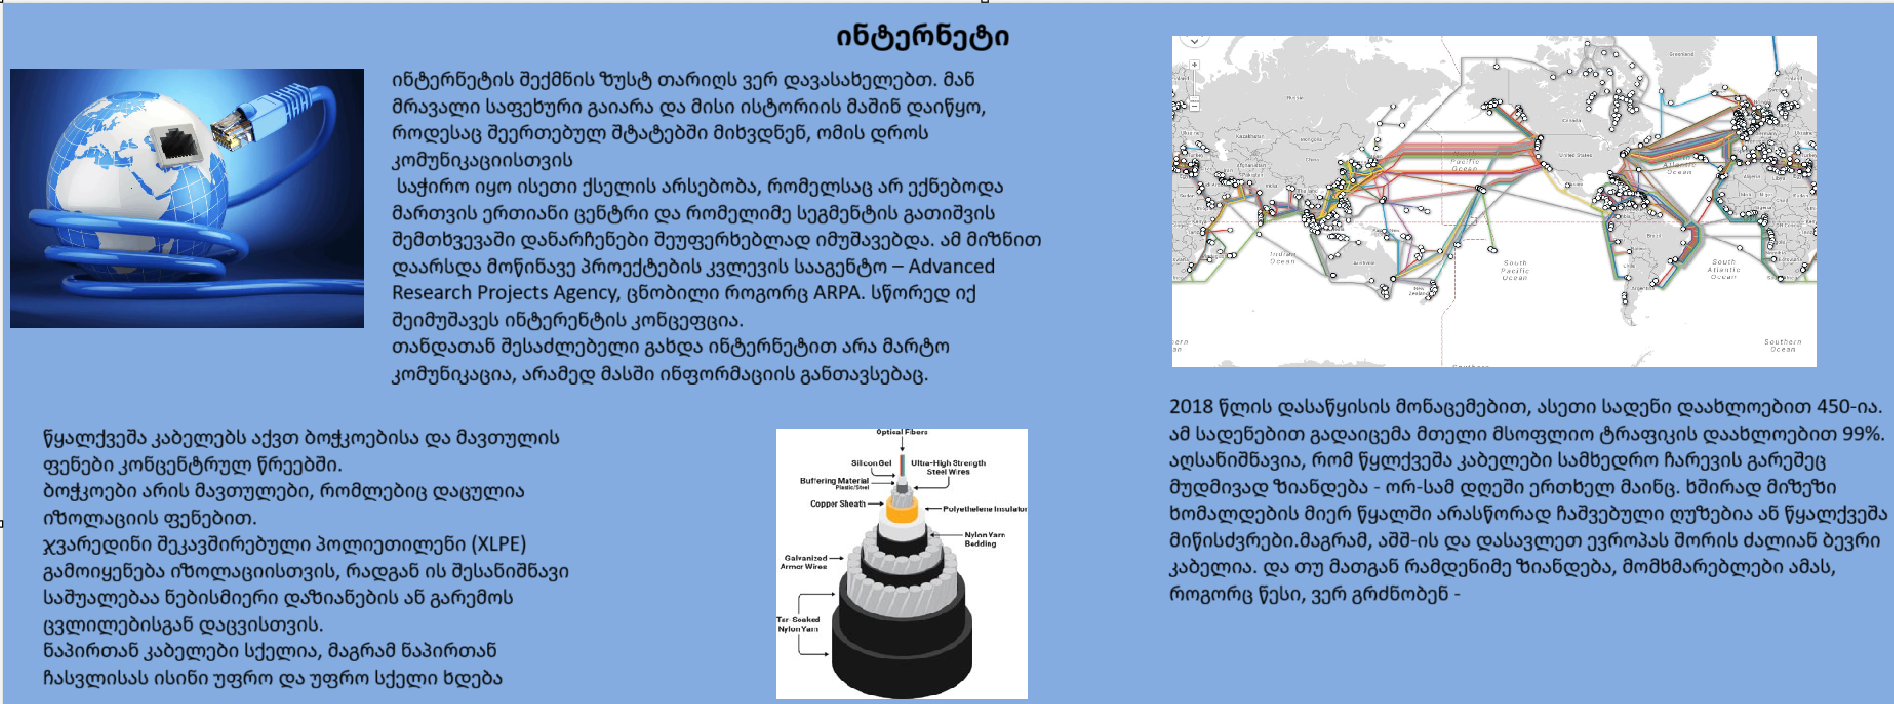 ინტერნეტი
ინტერნეტის შექმნის ზუსტ თარიღს ვერ დავასახელებთ. მან
მრავალი საფეხური გაიარა და მისი ისტორიის მაშინ დაიწყო,
როდესაც შეერთებულ შტატებში მიხვდნენ, ომის დროს
კომუნიკაციისთვის
საჭირო იყო ისეთი ქსელის არსებობა, რომელსაც არ ექნებოდა
მართვის ერთიანი ცენტრი და რომელიმე სეგმენტის გათიშვის
შემთხვევაში დანარჩენები შეუფერხებლად იმუშავებდა. ამ მიზნით
დაარსდა მოწინავე პროექტების კვლევის სააგენტო – Advanced
Research Projects Agency, ცნობილი როგორც ARPA. სწორედ იქ
შეიმუშავეს ინტერენტის კონცეფცია.
თანდათან შესაძლებელი გახდა ინტერნეტით არა მარტო
კომუნიკაცია, არამედ მასში ინფორმაციის განთავსებაც.
წყალქვეშა კაბელებს აქვთ ბოჭკოებისა და მავთულის
ფენები კონცენტრულ წრეებში.
ბოჭკოები არის მავთულები, რომლებიც დაცულია
იზოლაციის ფენებით.
ჯვარედინი შეკავშირებული პოლიეთილენი (XLPE)
გამოიყენება იზოლაციისთვის, რადგან ის შესანიშნავი
საშუალებაა ნებისმიერი დაზიანების ან გარემოს
ცვლილებისგან დაცვისთვის.
ნაპირთან კაბელები სქელია, მაგრამ ნაპირთან
ჩასვლისას ისინი უფრო და უფრო სქელი ხდება
Optical Fibers
Silicon Gel
Ultra-High Strength
Steel Wires
Buffering Material
Plastic/Steel
Copper Sheath
Polyethellene Insulator
Nylon Yarn
Bedding
Galvanized
Armor Wires
Tar-Soaked
Nylon Yarn
Greenland
Canada
United States
Brazil
Kazakhstan
Mongolia
China
India
Pacific
Ocean
Indian
Ocean
South
Pacific
Ocean
South
Atlantic
Ocean
New
Zealand
Southern
Ocean
2018 წლის დასაწყისის მონაცემებით, ასეთი სადენი დაახლოებით 450-ია.
ამ სადენებით გადაიცემა მთელი მსოფლიო ტრაფიკის დაახლოებით 99%.
აღსანიშნავია, რომ წყლქვეშა კაბელები სამხედრო ჩარევის გარეშეც
მუდმივად ზიანდება - ორ-სამ დღეში ერთხელ მაინც. ხშირად მიზეზი
ხომალდების მიერ წყალში არასწორად ჩაშვებული ღუზებია ან წყალქვეშა
მიწისძვრები.მაგრამ, აშშ-ის და დასავლეთ ევროპას შორის ძალიან ბევრი
კაბელია. და თუ მათგან რამდენიმე ზიანდება, მომხმარებლები ამას,
როგორც წესი, ვერ გრძნობენ -